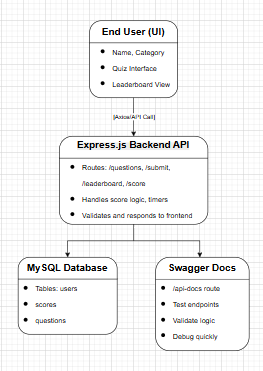 End User (UI)
• Name, Category
• Quiz Interface
• Leaderboard View
[Axios/API Call]
Express.js Backend API
• Routes: /questions, /submit,
/leaderboard, /score
• Handles score logic, timers
• Validates and responds to frontend
MySQL Database
• Tables: users
• scores
• questions
Swagger Docs
• /api-docs route
• Test endpoints
• Validate logic
• Debug quickly